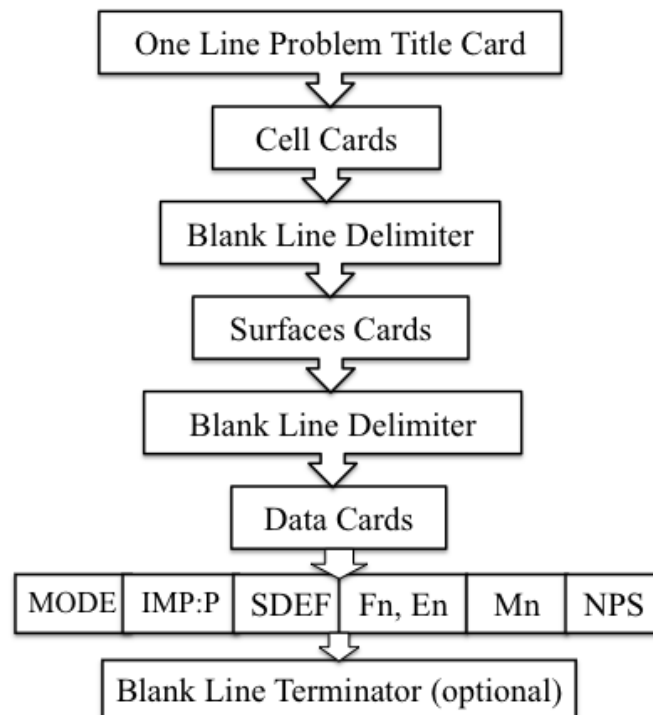 One Line Problem Title Card
Cell Cards
Blank Line Delimiter
Surfaces Cards
Blank Line Delimiter
Data Cards
MODE IMP:P SDEF Fn, En Mn NPS
Blank Line Terminator (optional)